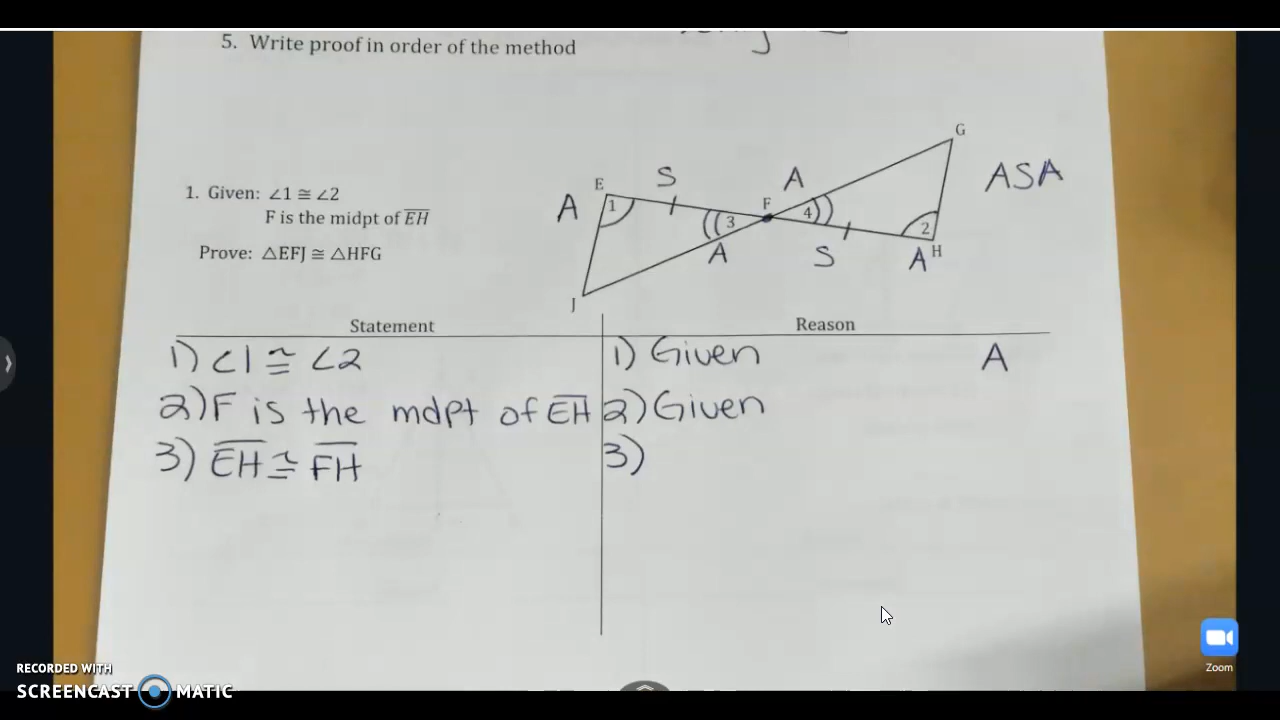 5. Write proof in order of the method
1. Given: ∠1 ≅ ∠2
F is the midpt of EH
Prove: △EFJ ≅ △HFG
G
ASA
A
S
E
F
A
1
3
4
2
A
S
A
H
J
Statement
Reason
1) ∠1 ≅ ∠2
1) Given
A
2) F is the mdpt of EH
2) Given
3) EH ≅ FH
3)
Zoom
RECORDED WITH
SCREENCAST MATIC